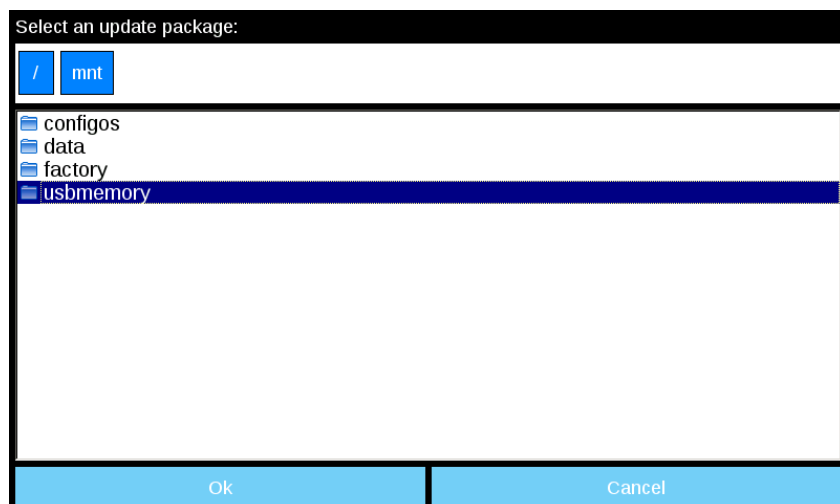 Select an update package:
/ mnt
configos
data
factory
usbmemory
Ok Cancel